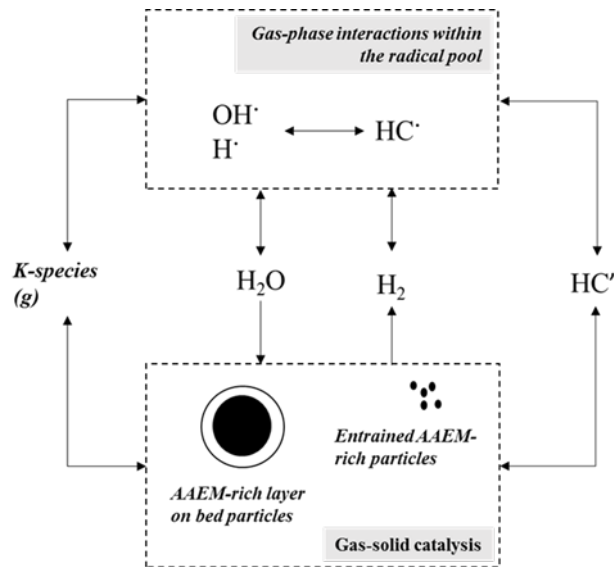 Gas-phase interactions within
the radical pool
OH·
H·
HC·
K-species
(g)
H₂O
H₂
HC'
Entrained AAEM-
rich particles
AAEM-rich layer
on bed particles
Gas-solid catalysis